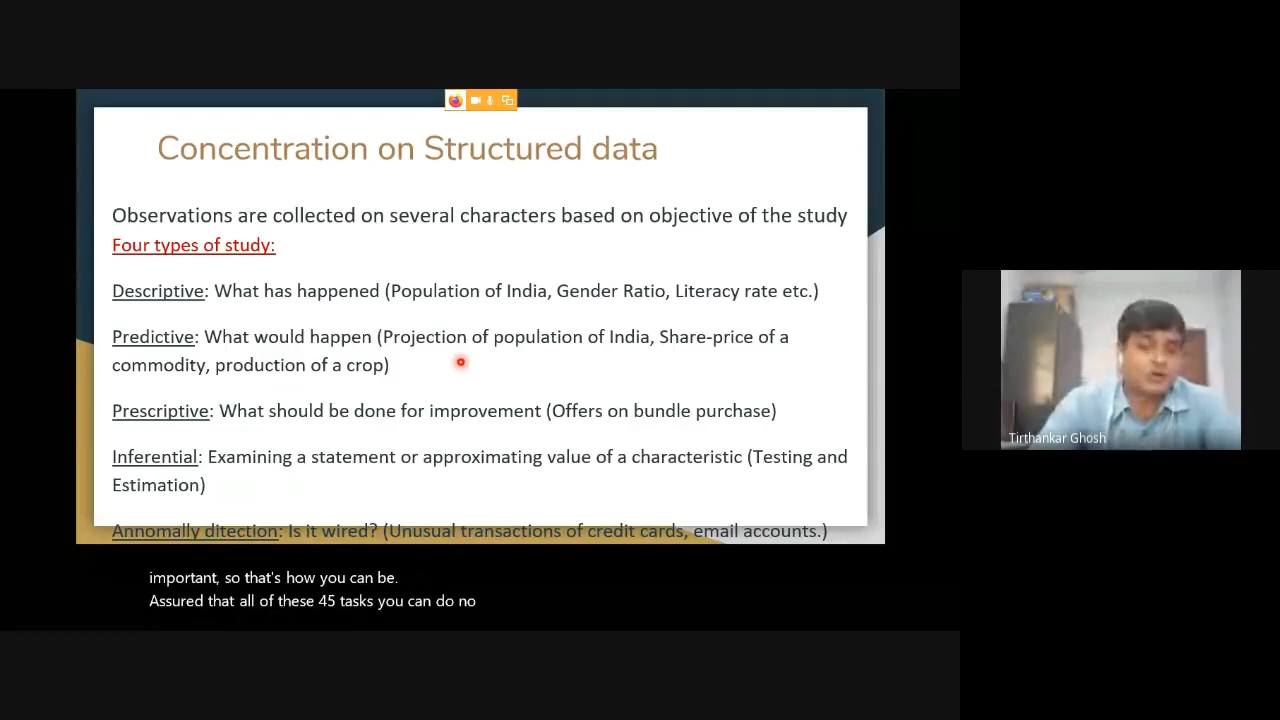 Concentration on Structured data
Observations are collected on several characters based on objective of the study
Four types of study:
Descriptive: What has happened (Population of India, Gender Ratio, Literacy rate etc.)
Predictive: What would happen (Projection of population of India, Share-price of a
commodity, production of a crop)
Prescriptive: What should be done for improvement (Offers on bundle purchase)
Inferential: Examining a statement or approximating value of a characteristic (Testing and
Estimation)
Annomally ditection: Is it wired? (Unusual transactions of credit cards, email accounts.)
Tirthankar Ghosh
important, so that's how you can be.
Assured that all of these 45 tasks you can do no